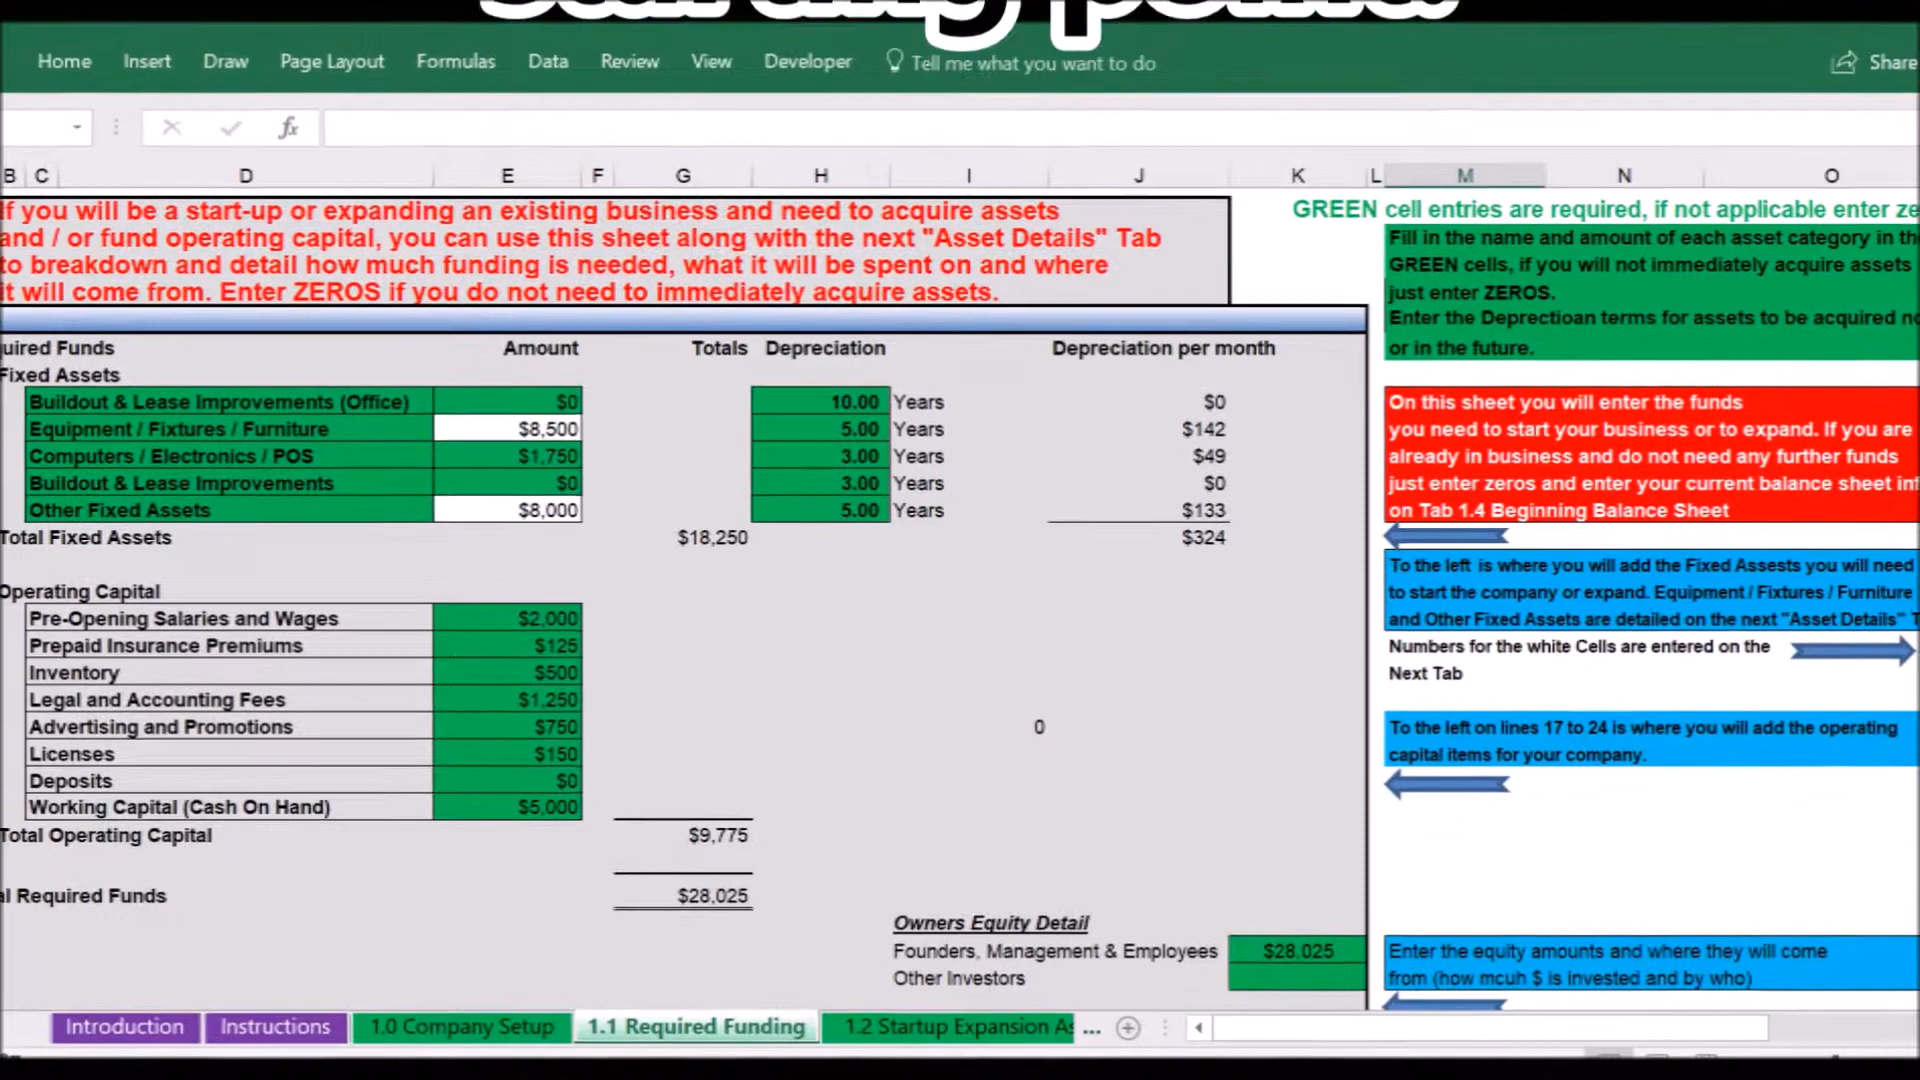 Home Insert Draw Page Layout Formulas Data Review View Developer Tell me what you want to do Share
fx
B C D E F G H I J K L M N O
If you will be a start-up or expanding an existing business and need to acquire assets
and / or fund operating capital, you can use this sheet along with the next "Asset Details" Tab
to breakdown and detail how much funding is needed, what it will be spent on and where
it will come from. Enter ZEROS if you do not need to immediately acquire assets.
GREEN cell entries are required, if not applicable enter ze
Fill in the name and amount of each asset category in th
GREEN cells, if you will not immediately acquire assets
just enter ZEROS.
Enter the Deprectioan terms for assets to be acquired no
or in the future.
uired Funds Amount Totals Depreciation Depreciation per month
Fixed Assets
Buildout & Lease Improvements (Office) $0 10.00 Years $0
Equipment / Fixtures / Furniture $8,500 5.00 Years $142
Computers / Electronics / POS $1,750 3.00 Years $49
Buildout & Lease Improvements $0 3.00 Years $0
Other Fixed Assets $8,000 5.00 Years $133
Total Fixed Assets $18,250 $324
On this sheet you will enter the funds
you need to start your business or to expand. If you are
already in business and do not need any further funds
just enter zeros and enter your current balance sheet inf
on Tab 1.4 Beginning Balance Sheet
To the left is where you will add the Fixed Assests you will need
to start the company or expand. Equipment / Fixtures / Furniture
and Other Fixed Assets are detailed on the next "Asset Details" T
Numbers for the white Cells are entered on the
Next Tab
Operating Capital
Pre-Opening Salaries and Wages $2,000
Prepaid Insurance Premiums $125
Inventory $500
Legal and Accounting Fees $1,250
Advertising and Promotions $750 0
Licenses $150
Deposits $0
Working Capital (Cash On Hand) $5,000
Total Operating Capital $9,775
To the left on lines 17 to 24 is where you will add the operating
capital items for your company.
al Required Funds $28,025
Owners Equity Detail
Founders, Management & Employees $28,025
Other Investors
Enter the equity amounts and where they will come
from (how mcuh $ is invested and by who)
Introduction Instructions 1.0 Company Setup 1.1 Required Funding 1.2 Startup Expansion As ...